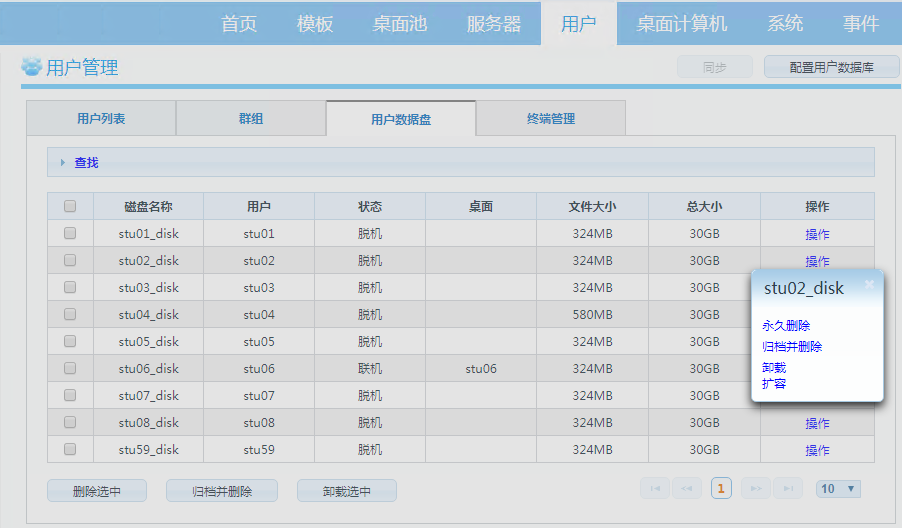 首页 模板 桌面池 服务器 用户 桌面计算机 系统 事件
用户管理 同步 配置用户数据库
用户列表 群组 用户数据盘 终端管理
查找
磁盘名称 用户 状态 桌面 文件大小 总大小 操作
stu01_disk stu01 脱机 324MB 30GB 操作
stu02_disk stu02 脱机 324MB 30GB 操作
stu03_disk stu03 脱机 324MB 30GB
stu04_disk stu04 脱机 580MB 30GB
stu05_disk stu05 脱机 324MB 30GB
stu06_disk stu06 联机 stu06 324MB 30GB
stu07_disk stu07 脱机 324MB 30GB
stu08_disk stu08 脱机 324MB 30GB 操作
stu59_disk stu59 脱机 324MB 30GB 操作
stu02_disk
永久删除
归档并删除
卸载
扩容
删除选中 归档并删除 卸载选中 1 10